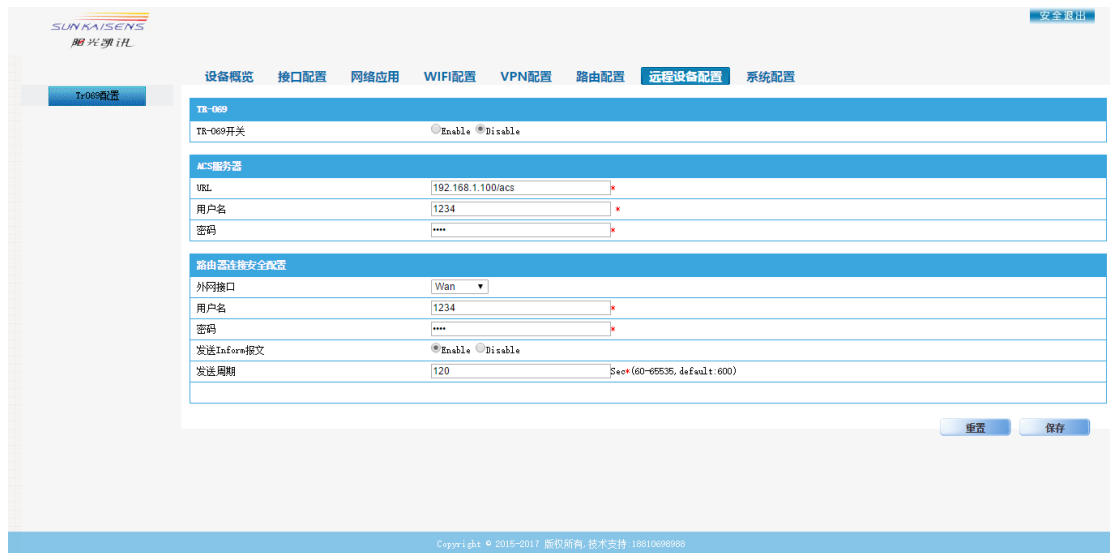 SUNKAISENS
阳光凯讯
安全退出
设备概览 接口配置 网络应用 WIFI配置 VPN配置 路由配置 远程设备配置 系统配置
Tr069配置
TR-069
TR-069开关 Enable Disable
ACS服务器
URL 192.168.1.100/acs *
用户名 1234 *
密码 •••• *
路由器连接安全配置
外网接口 Wan
用户名 1234 *
密码 •••• *
发送Inform报文 Enable Disable
发送周期 120 Sec*(60-65535,default:600)
重置 保存
Copyright © 2015-2017 版权所有,技术支持:18810698988